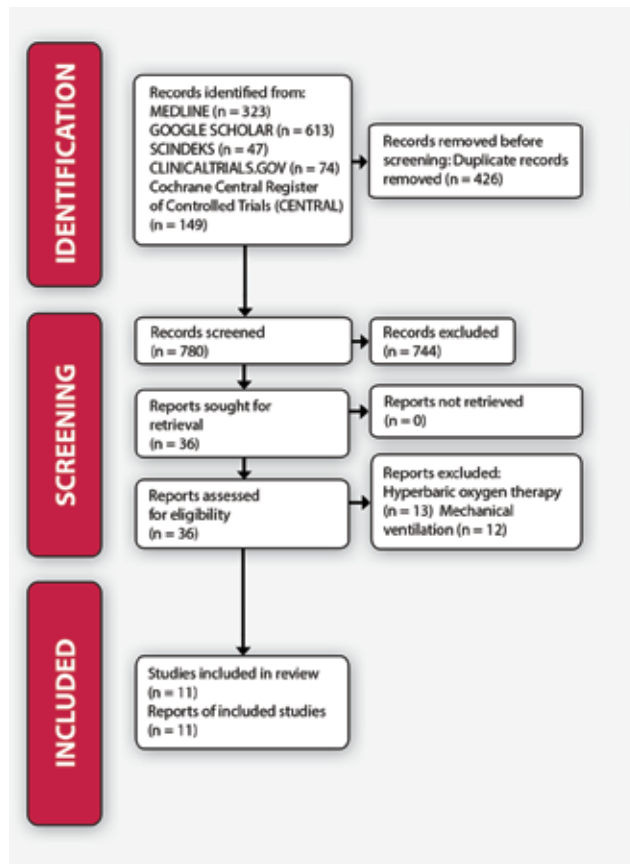 IDENTIFICATION
Records identified from:
MEDLINE (n = 323)
GOOGLE SCHOLAR (n = 613)
SCINDEKS (n = 47)
CLINICALTRIALS.GOV (n = 74)
Cochrane Central Register
of Controlled Trials (CENTRAL)
(n = 149)
Records removed before
screening: Duplicate records
removed (n = 426)
SCREENING
Records screened
(n = 780)
Records excluded
(n = 744)
Reports sought for
retrieval
(n = 36)
Reports not retrieved
(n = 0)
Reports assessed
for eligibility
(n = 36)
Reports excluded:
Hyperbaric oxygen therapy
(n = 13) Mechanical
ventilation (n = 12)
INCLUDED
Studies included in review
(n = 11)
Reports of included studies
(n = 11)